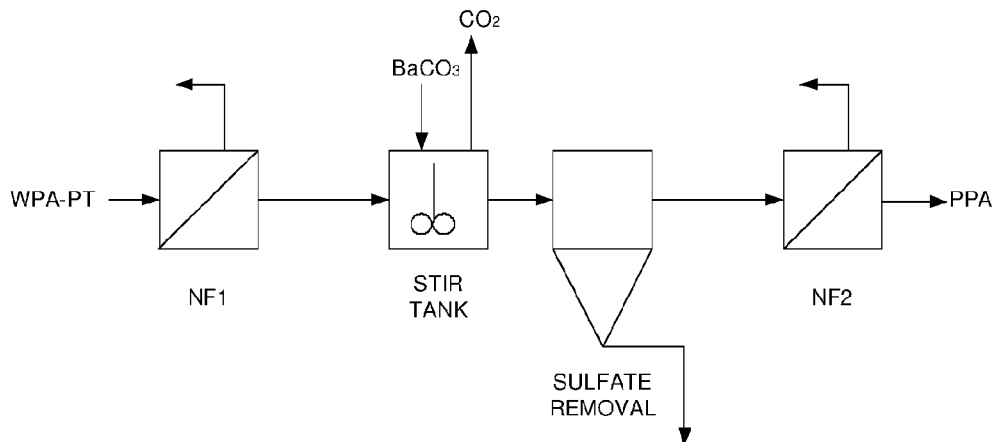 CO₂
BaCO₃
WPA-PT
PPA
NF1
STIR
TANK
NF2
SULFATE
REMOVAL